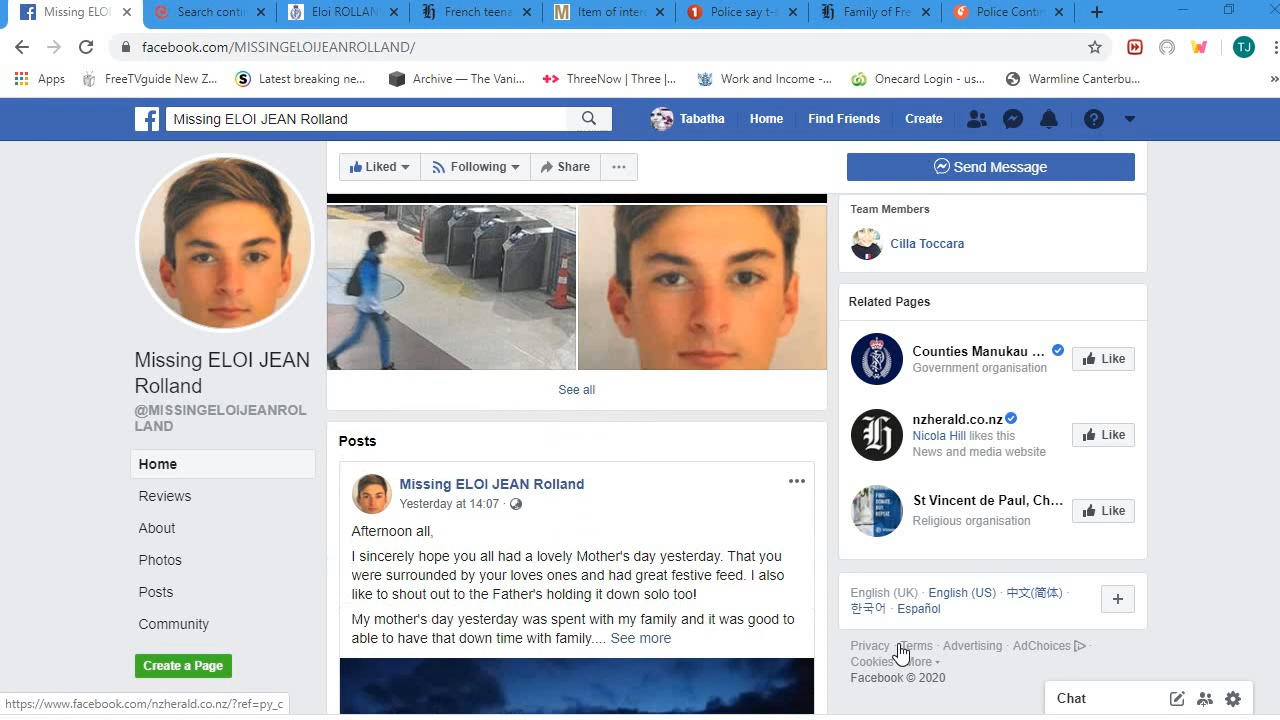 Missing ELOI
Search conti
Eloi ROLLAN
French teena
Item of inter
Police say t-s
Family of Fre
Police Contin
facebook.com/MISSINGELOIJEANROLLAND/
TJ
Apps
FreeTVguide New Z...
Latest breaking ne...
Archive — The Vani...
ThreeNow | Three |...
Work and Income -...
Onecard Login - us...
Warmline Canterbu...
Missing ELOI JEAN Rolland
Tabatha
Home
Find Friends
Create
Liked
Following
Share
Send Message
Team Members
Cilla Toccara
Related Pages
Counties Manukau ...
Government organisation
Like
nzherald.co.nz
Nicola Hill likes this
News and media website
Like
St Vincent de Paul, Ch...
Religious organisation
Like
See all
Missing ELOI JEAN
Rolland
@MISSINGELOIJEANROL
LAND
Home
Reviews
About
Photos
Posts
Community
Create a Page
Posts
Missing ELOI JEAN Rolland
Yesterday at 14:07
Afternoon all,
I sincerely hope you all had a lovely Mother's day yesterday. That you
were surrounded by your loves ones and had great festive feed. I also
like to shout out to the Father's holding it down solo too!
My mother's day yesterday was spent with my family and it was good to
able to have that down time with family.... See more
English (UK) · English (US) · 中文(简体) ·
한국어 · Español
Privacy · Terms · Advertising · AdChoices ·
Cookies · More
Facebook © 2020
Chat
https://www.facebook.com/nzherald.co.nz/?ref=py_c